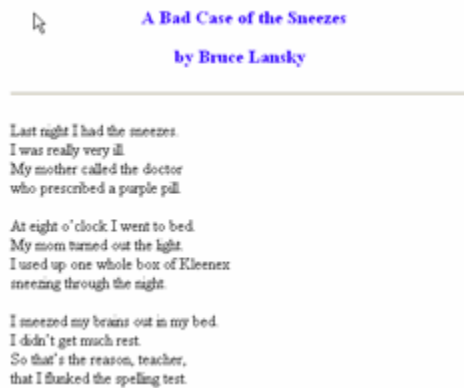 A Bad Case of the Sneezes
by Bruce Lansky
Last night I had the sneezes.
I was really very ill.
My mother called the doctor
who prescribed a purple pill.
At eight o'clock I went to bed.
My mom turned out the light.
I used up one whole box of Kleenex
sneezing through the night.
I sneezed my brains out in my bed.
I didn't get much rest.
So that's the reason, teacher,
that I flunked the spelling test.